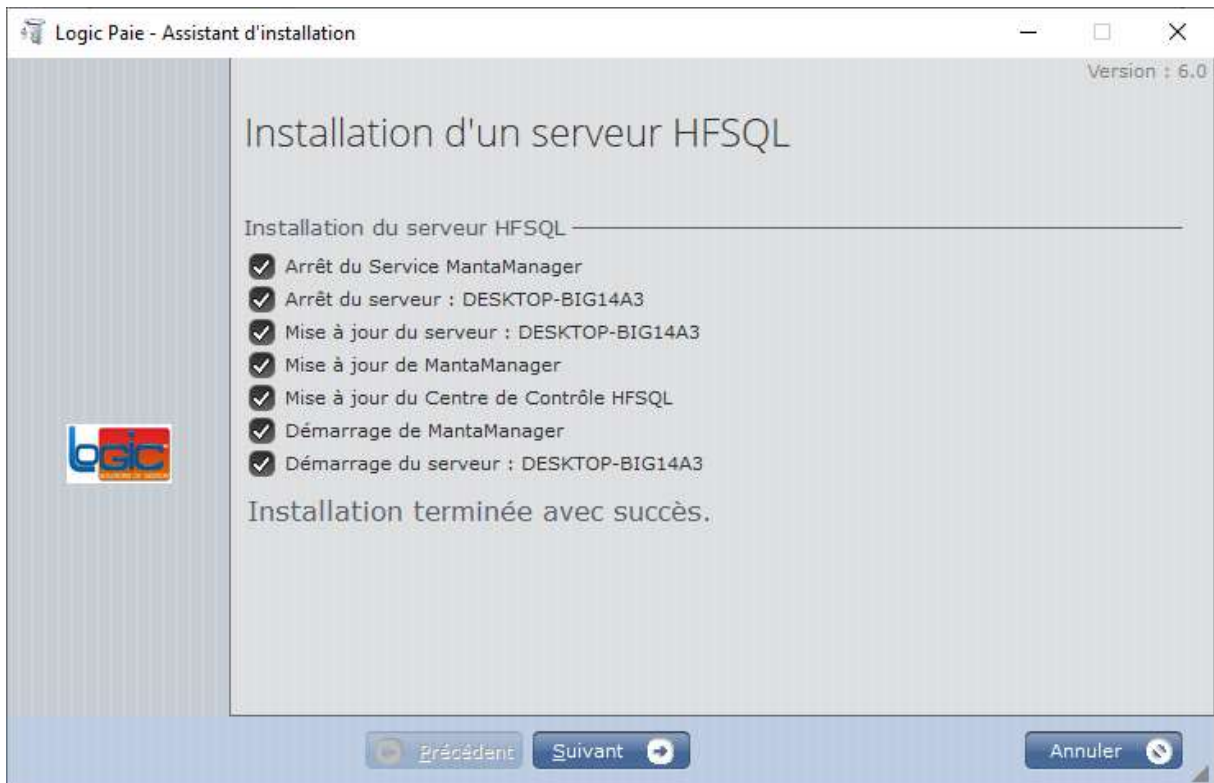 Logic Paie - Assistant d'installation
Version : 6.0
Installation d'un serveur HFSQL
Installation du serveur HFSQL
Arrêt du Service MantaManager
Arrêt du serveur : DESKTOP-BIG14A3
Mise à jour du serveur : DESKTOP-BIG14A3
Mise à jour de MantaManager
Mise à jour du Centre de Contrôle HFSQL
Démarrage de MantaManager
logic
Démarrage du serveur : DESKTOP-BIG14A3
Installation terminée avec succès.
Précédent Suivant Annuler